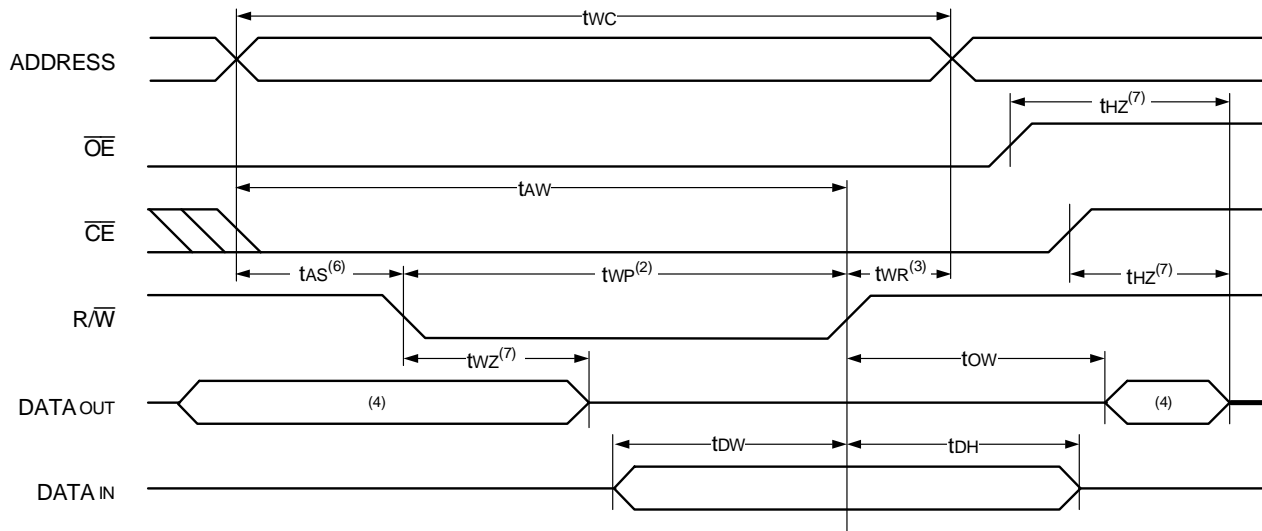 tWC
ADDRESS
tHZ(7)
OE
tAW
CE
tAS(6) tWP(2) tWR(3)
tHZ(7)
R/W
tWZ(7) tOW
DATA OUT (4) (4)
tDW tDH
DATA IN